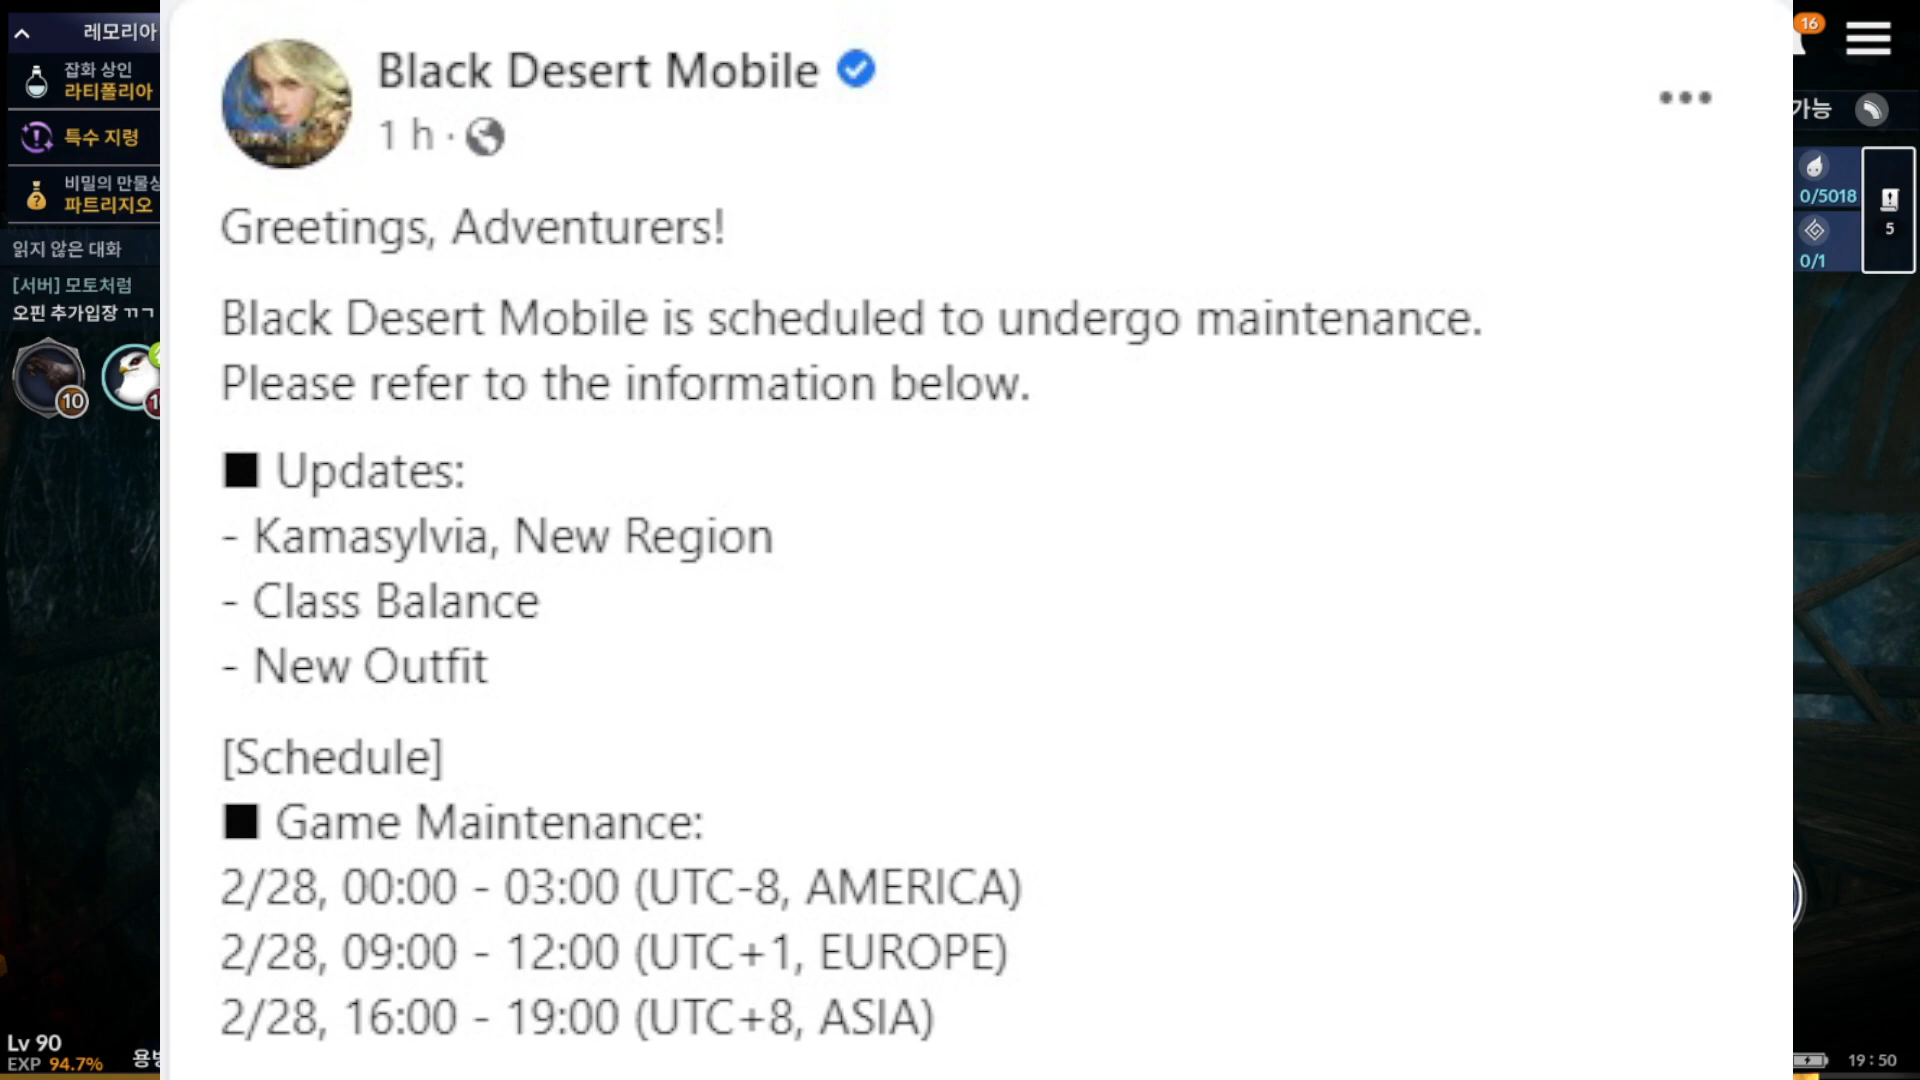 레모리아
잡화 상인
라티폴리아
특수 지령
비밀의 만물상
파트리지오
읽지 않은 대화
[서버] 모토처럼
오핀 추가입장 ㄲㄱ
10
1
Black Desert Mobile
1 h ·
Greetings, Adventurers!
Black Desert Mobile is scheduled to undergo maintenance.
Please refer to the information below.
■ Updates:
- Kamasylvia, New Region
- Class Balance
- New Outfit
[Schedule]
■ Game Maintenance:
2/28, 00:00 - 03:00 (UTC-8, AMERICA)
2/28, 09:00 - 12:00 (UTC+1, EUROPE)
2/28, 16:00 - 19:00 (UTC+8, ASIA)
16
가능
0/5018
0/1
5
Lv 90
EXP 94.7%
19:50